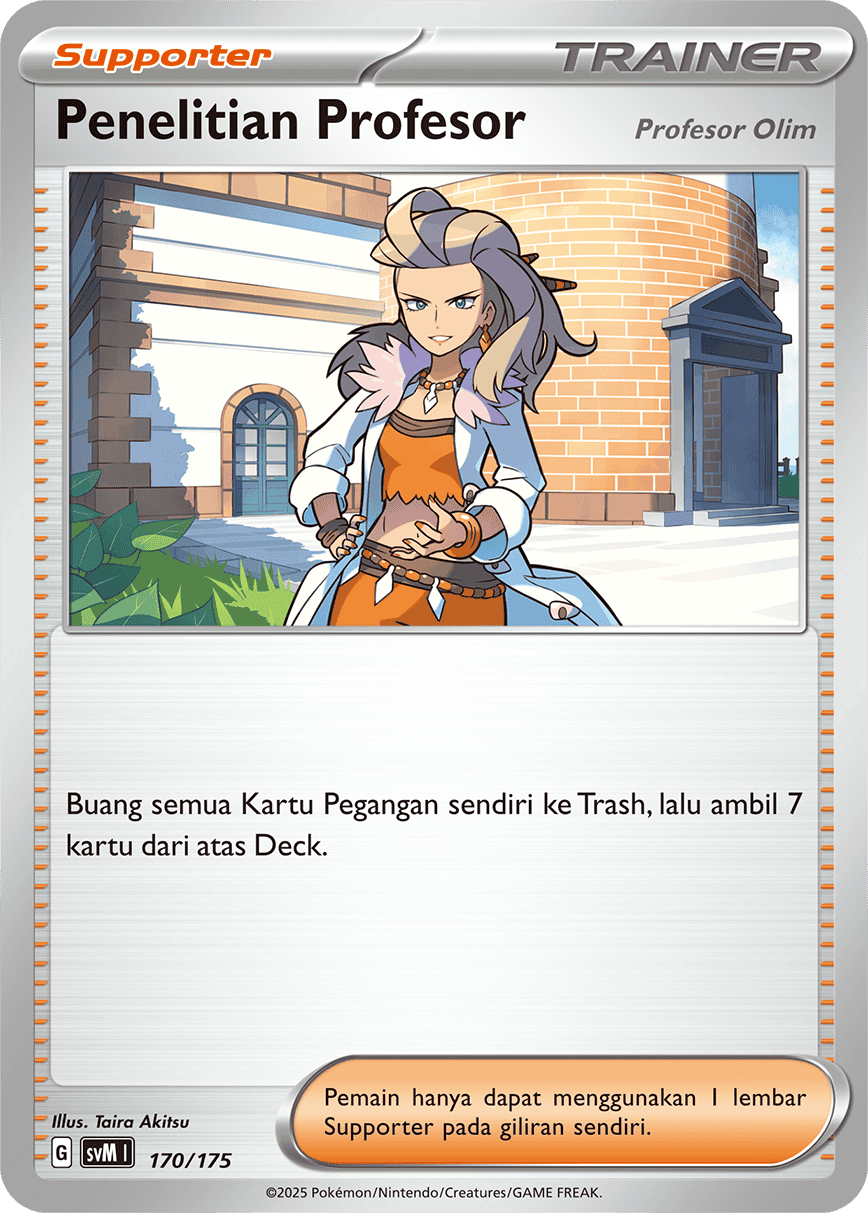 Supporter
TRAINER
Penelitian Profesor
Profesor Olim
Buang semua Kartu Pegangan sendiri ke Trash, lalu ambil 7
kartu dari atas Deck.
Pemain hanya dapat menggunakan 1 lembar
Supporter pada giliran sendiri.
Illus. Taira Akitsu
G svM I 170/175
©2025 Pokémon/Nintendo/Creatures/GAME FREAK.